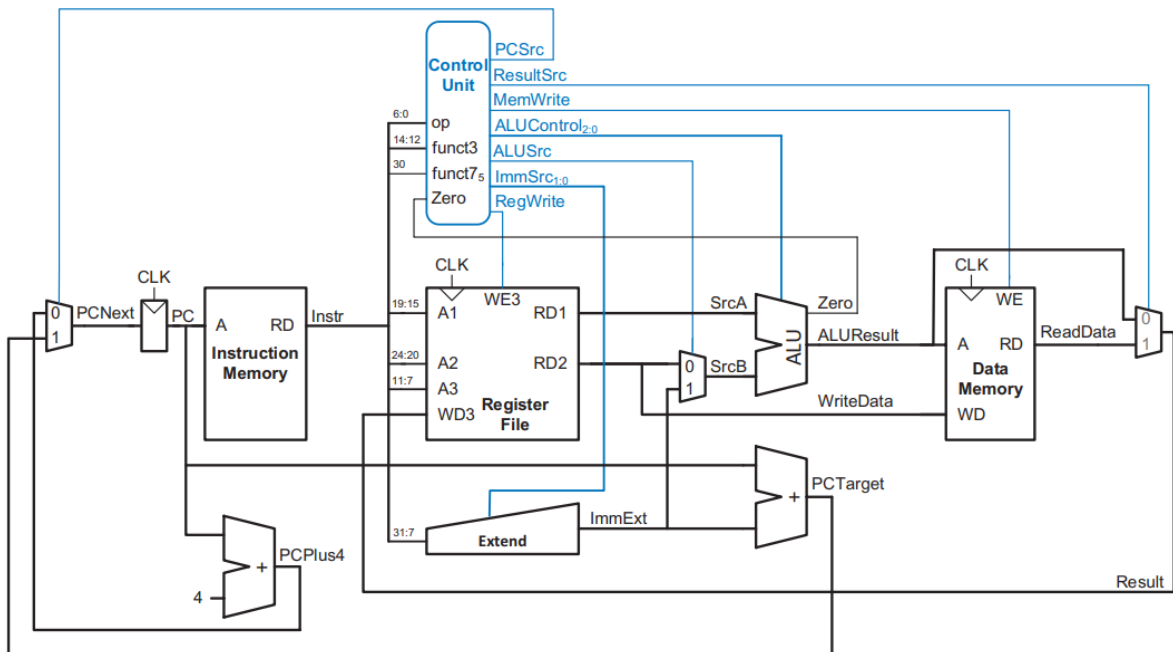 PCSrc
Control
Unit
ResultSrc
MemWrite
6:0
op
ALUControl2:0
14:12
funct3
ALUSrc
30
funct75
ImmSrc1:0
Zero
RegWrite
CLK
CLK
CLK
0
1
PCNext
PC
A
RD
Instr
Instruction
Memory
19:15
A1
WE3
RD1
SrcA
Zero
WE
24:20
A2
RD2
0
1
SrcB
ALU
ALUResult
A
RD
ReadData
0
1
11:7
A3
Data
Memory
WD3
Register
File
WriteData
WD
+
PCTarget
31:7
Extend
ImmExt
+
PCPlus4
4
Result